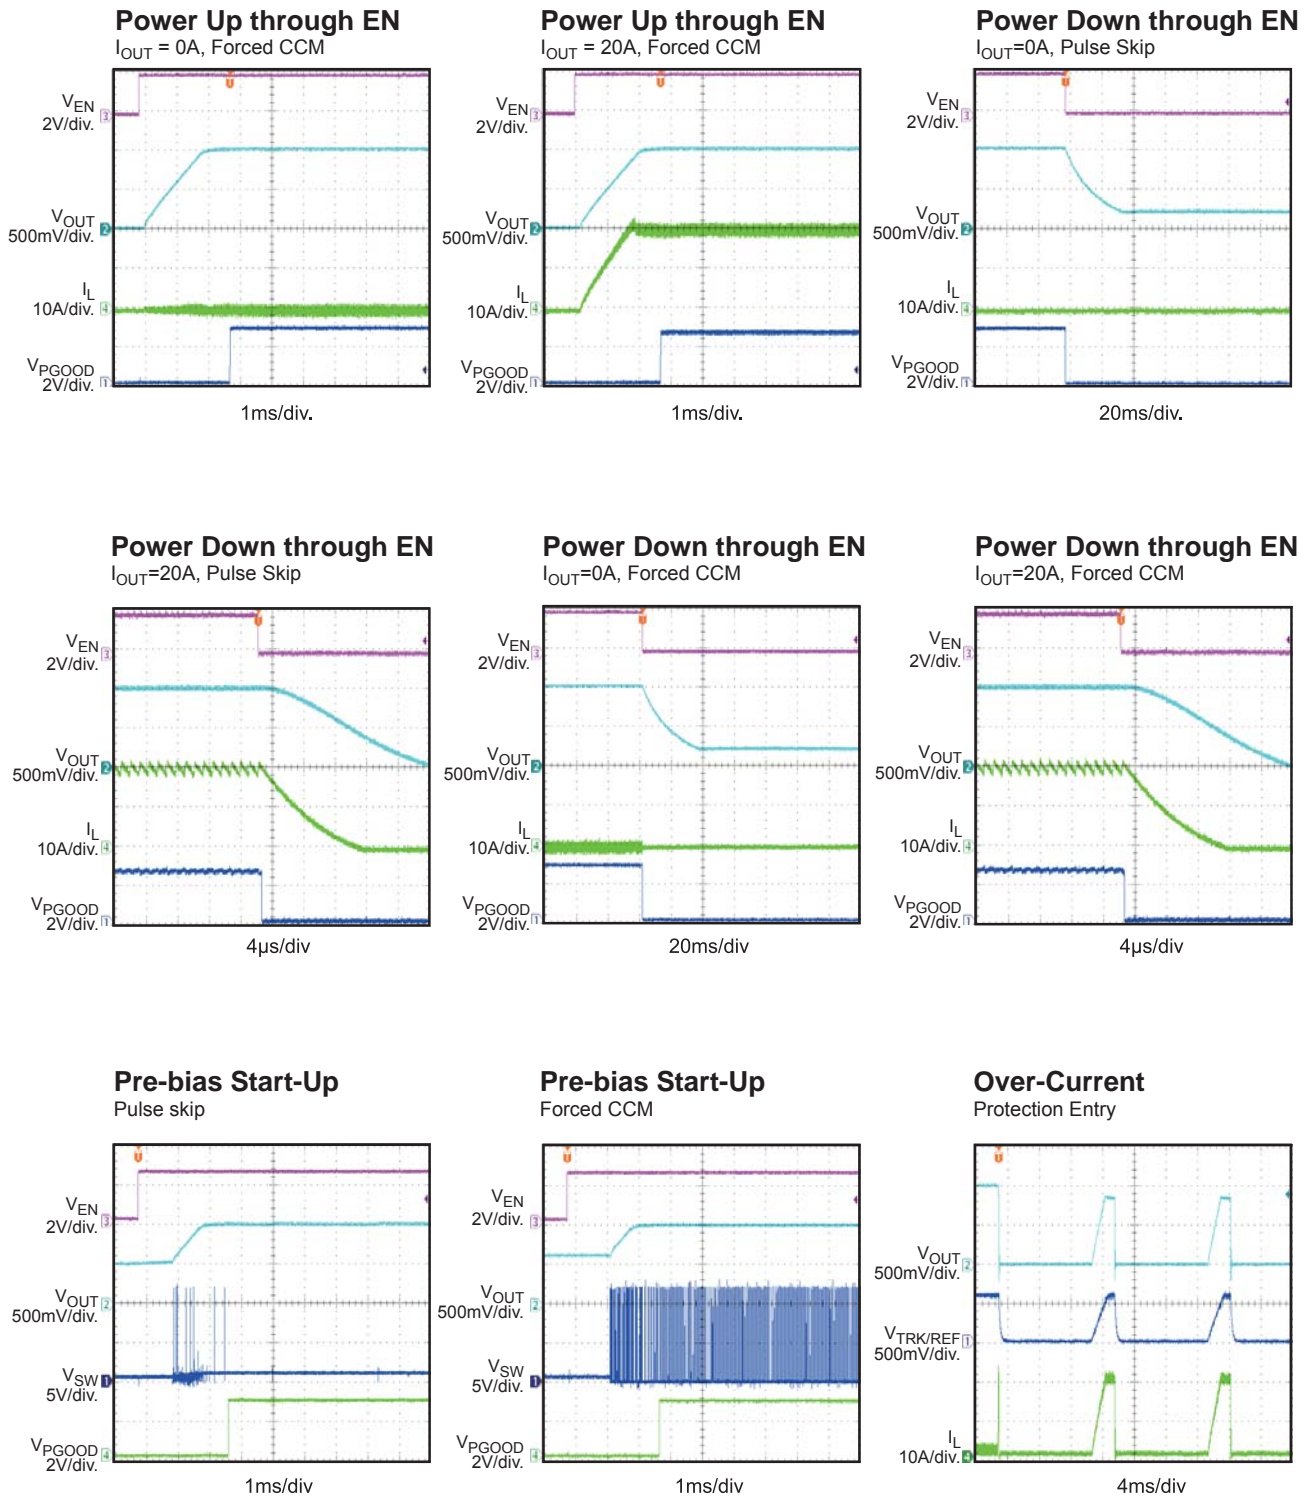 Power Up through EN
IOUT = 0A, Forced CCM
VEN
2V/div.
VOUT
500mV/div.
IL
10A/div.
VPGOOD
2V/div.
1ms/div.
Power Up through EN
IOUT = 20A, Forced CCM
VEN
2V/div.
VOUT
500mV/div.
IL
10A/div.
VPGOOD
2V/div.
1ms/div.
Power Down through EN
IOUT=0A, Pulse Skip
VEN
2V/div.
VOUT
500mV/div.
IL
10A/div.
VPGOOD
2V/div.
20ms/div.
Power Down through EN
IOUT=20A, Pulse Skip
VEN
2V/div.
VOUT
500mV/div.
IL
10A/div.
VPGOOD
2V/div.
4µs/div
Power Down through EN
IOUT=0A, Forced CCM
VEN
2V/div.
VOUT
500mV/div.
IL
10A/div.
VPGOOD
2V/div.
20ms/div
Power Down through EN
IOUT=20A, Forced CCM
VEN
2V/div.
VOUT
500mV/div.
IL
10A/div.
VPGOOD
2V/div.
4µs/div
Pre-bias Start-Up
Pulse skip
VEN
2V/div.
VOUT
500mV/div.
VSW
5V/div.
VPGOOD
2V/div.
1ms/div
Pre-bias Start-Up
Forced CCM
VEN
2V/div.
VOUT
500mV/div.
VSW
5V/div.
VPGOOD
2V/div.
1ms/div
Over-Current
Protection Entry
VOUT
500mV/div.
VTRK/REF
500mV/div.
IL
10A/div.
4ms/div